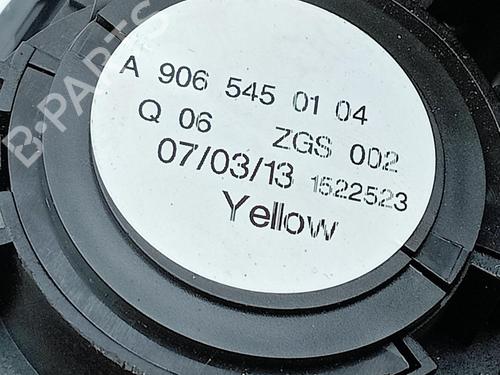 A 906 545 01 04
Q 06 ZGS 002
07/03/13 1522523
Yellow
B-PARTS